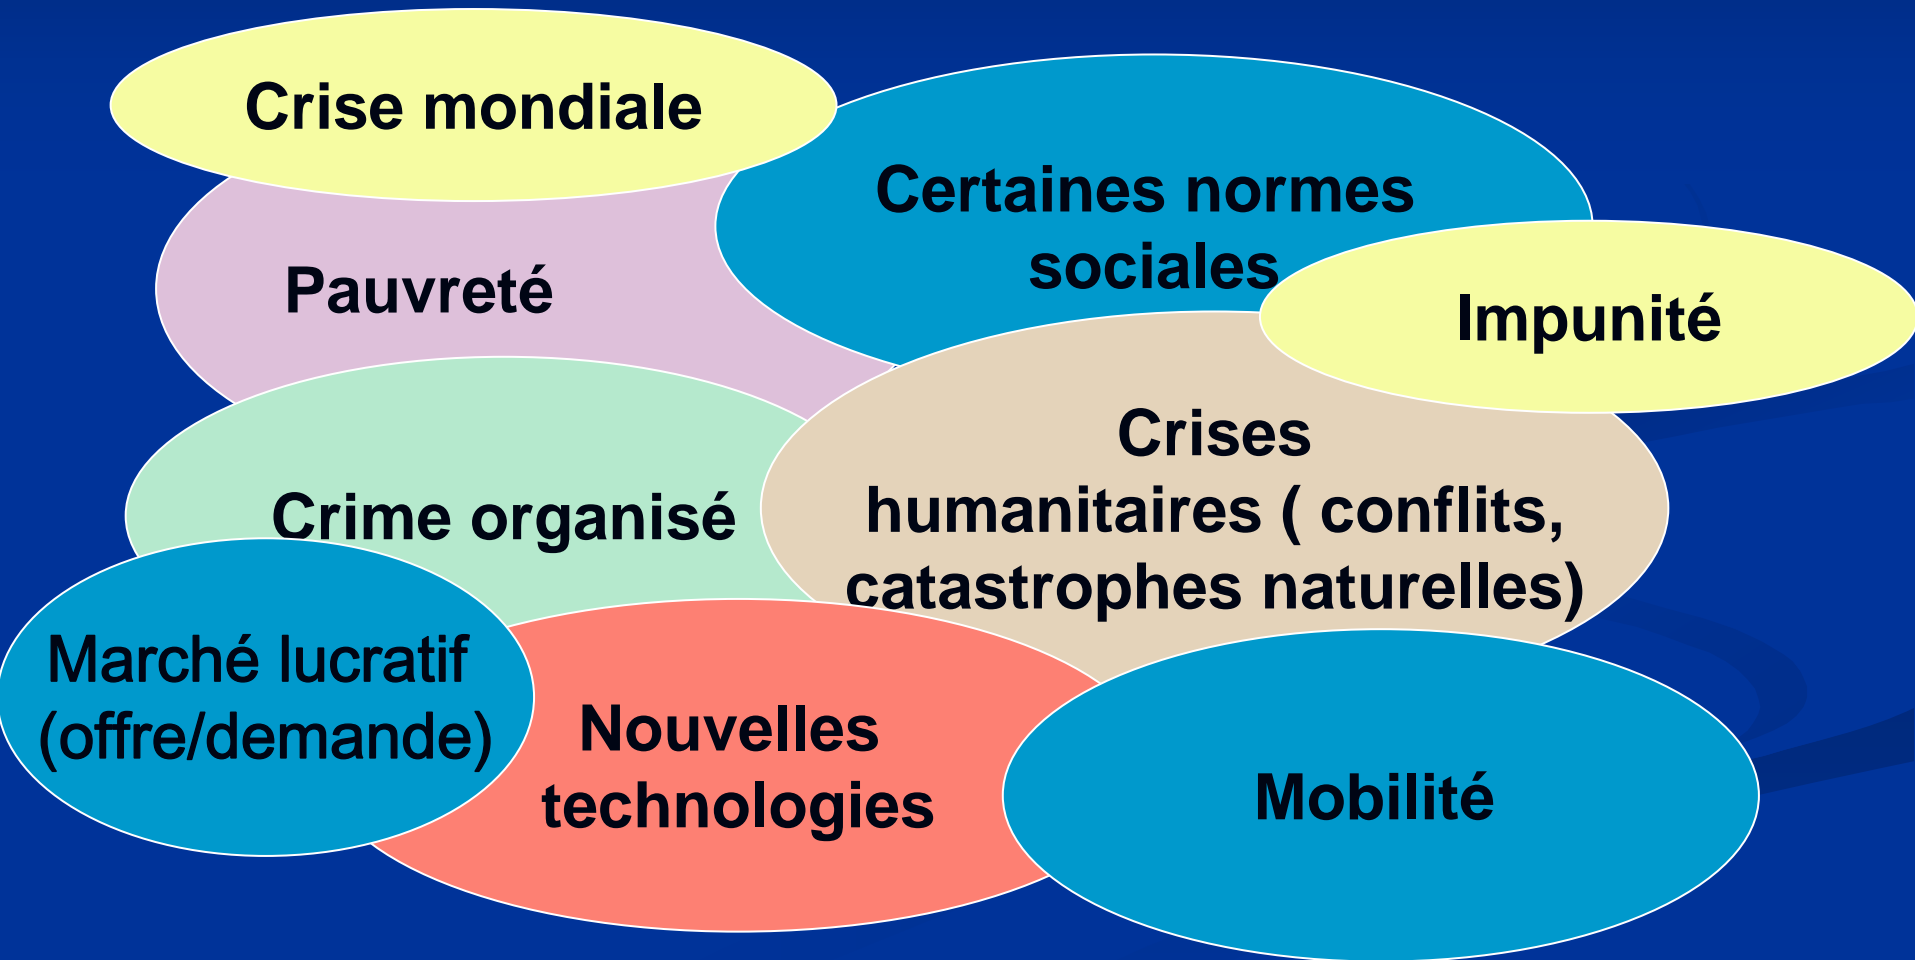 Crise mondiale
Certaines normes
sociales
Pauvreté
Impunité
Crises
humanitaires ( conflits,
catastrophes naturelles)
Crime organisé
Marché lucratif
(offre/demande)
Nouvelles
technologies
Mobilité